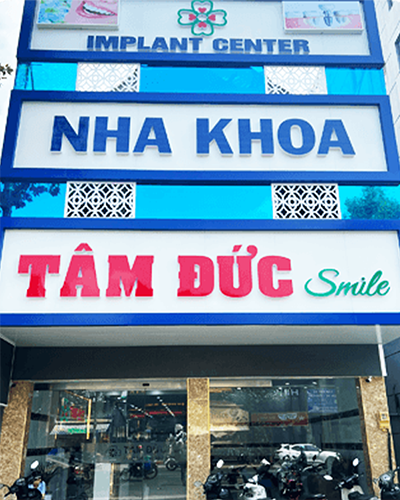 IMPLANT CENTER
NHA KHOA
TÂM ĐỨC Smile